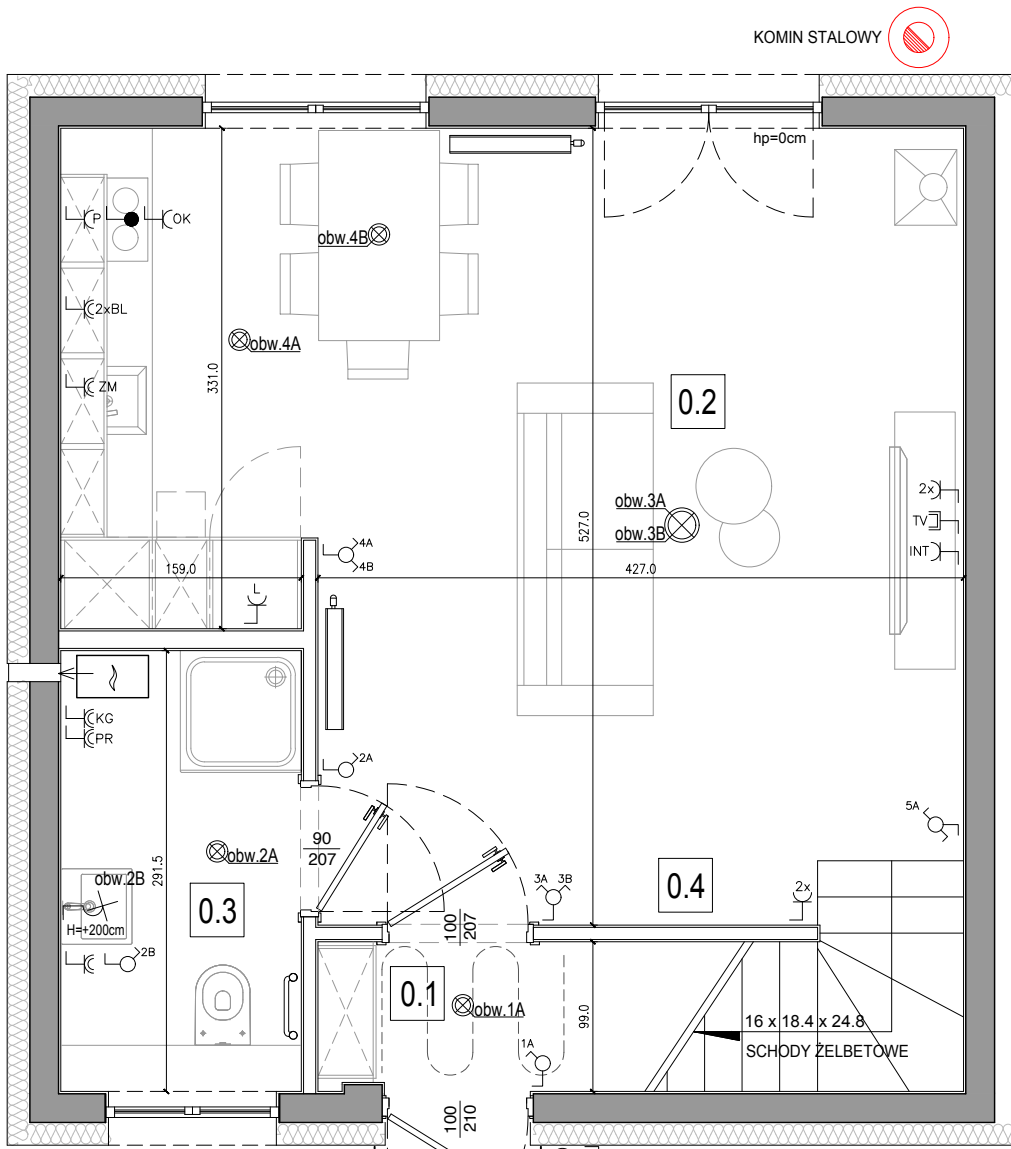 KOMIN STALOWY
hp=0cm
P
OK
obw.4B
2xBL
obw.4A
ZM
331.0
0.2
527.0
obw.3A
obw.3B
2x
TV
INT
4A
4B
159.0
427.0
L
KG
PR
2A
5A
90
207
obw.2A
291.5
obw.2B
0.3
H=+200cm
2B
3A 3B
2x
0.4
100
207
0.1
obw.1A
99.0
16 x 18.4 x 24.8
SCHODY ŻELBETOWE
1A
100
210